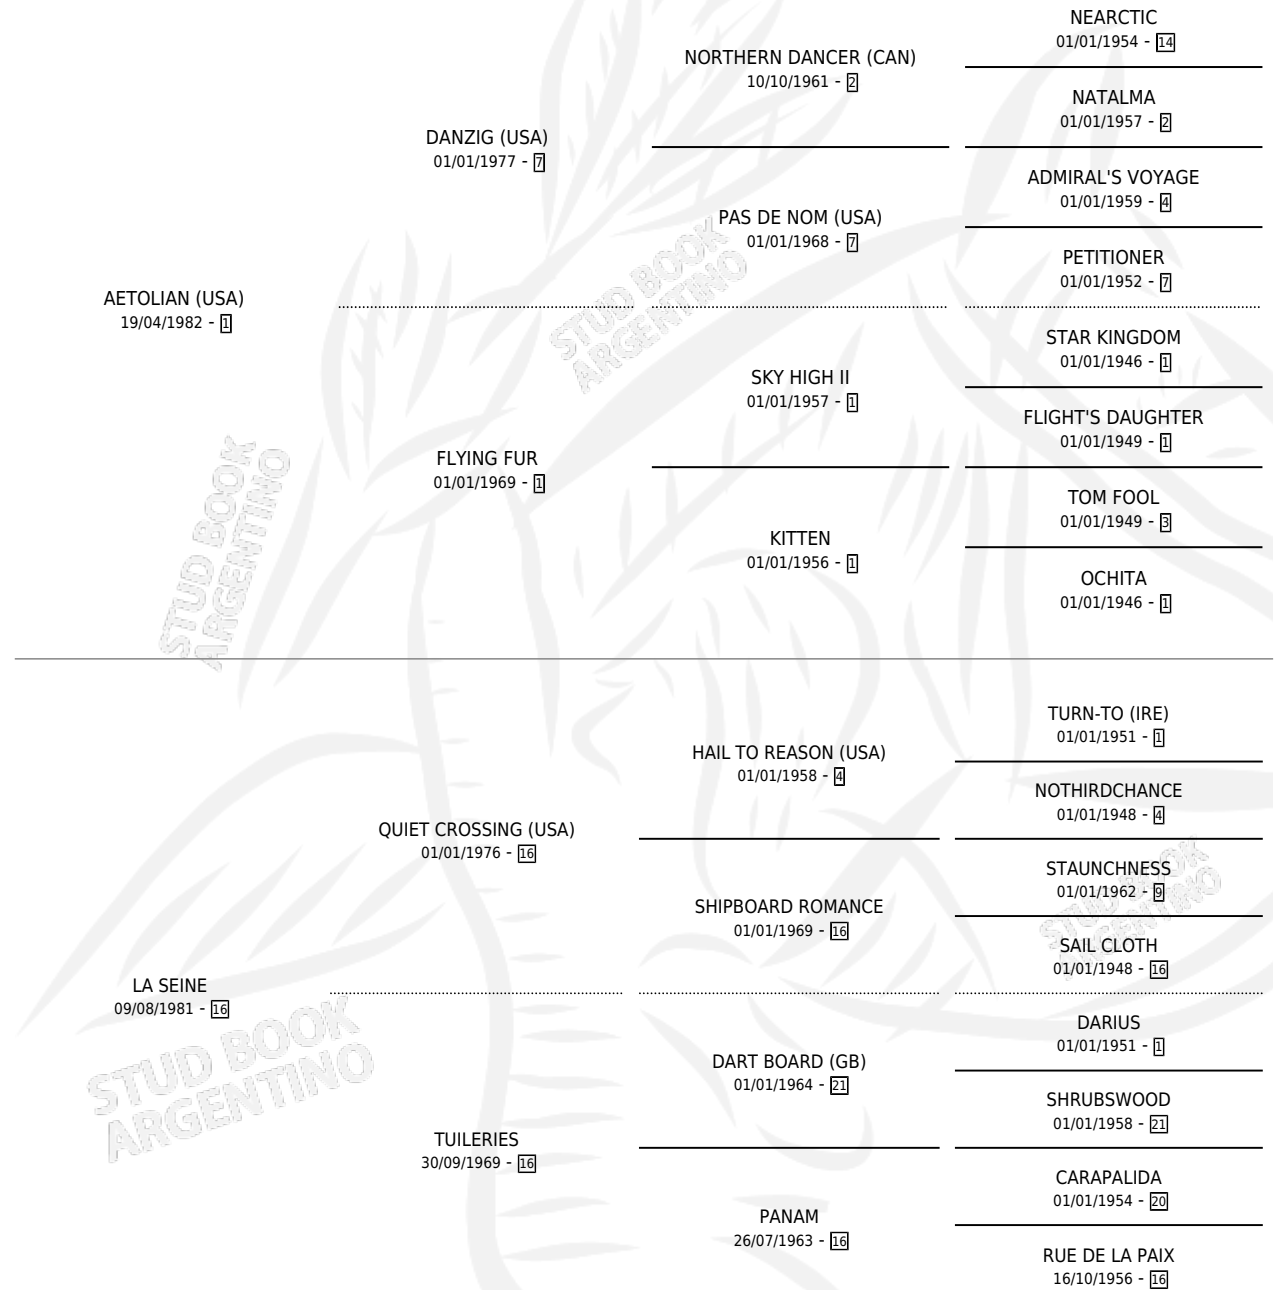 NEARCTIC
01/01/1954 - 14
NORTHERN DANCER (CAN)
10/10/1961 - 2
NATALMA
01/01/1957 - 2
DANZIG (USA)
01/01/1977 - 7
ADMIRAL'S VOYAGE
01/01/1959 - 4
PAS DE NOM (USA)
01/01/1968 - 7
PETITIONER
01/01/1952 - 7
AETOLIAN (USA)
19/04/1982 - 1
STAR KINGDOM
01/01/1946 - 1
SKY HIGH II
01/01/1957 - 1
FLIGHT'S DAUGHTER
01/01/1949 - 1
FLYING FUR
01/01/1969 - 1
TOM FOOL
01/01/1949 - 3
KITTEN
01/01/1956 - 1
OCHITA
01/01/1946 - 1
TURN-TO (IRE)
01/01/1951 - 1
HAIL TO REASON (USA)
01/01/1958 - 4
NOTHIRDCHANCE
01/01/1948 - 4
QUIET CROSSING (USA)
01/01/1976 - 16
STAUNCHNESS
01/01/1962 - 9
SHIPBOARD ROMANCE
01/01/1969 - 16
SAIL CLOTH
01/01/1948 - 16
LA SEINE
09/08/1981 - 16
DARIUS
01/01/1951 - 1
DART BOARD (GB)
01/01/1964 - 21
SHRUBSWOOD
01/01/1958 - 21
TUILERIES
30/09/1969 - 16
CARAPALIDA
01/01/1954 - 20
PANAM
26/07/1963 - 16
RUE DE LA PAIX
16/10/1956 - 16
STUD BOOK
ARGENTINO
STUD BOOK
ARGENTINO
STUD BOOK
ARGENTINO
STUD BOOK
ARGENTINO